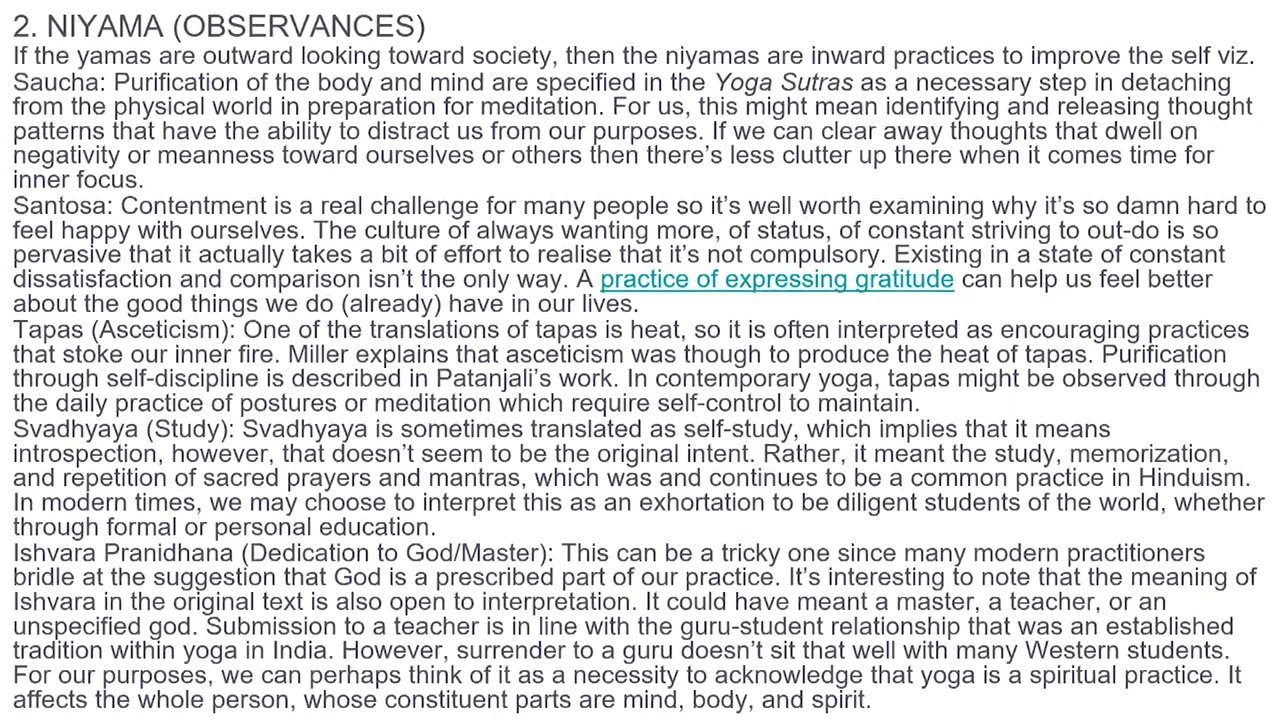 2. NIYAMA (OBSERVANCES)
If the yamas are outward looking toward society, then the niyamas are inward practices to improve the self viz.
Saucha: Purification of the body and mind are specified in the Yoga Sutras as a necessary step in detaching
from the physical world in preparation for meditation. For us, this might mean identifying and releasing thought
patterns that have the ability to distract us from our purposes. If we can clear away thoughts that dwell on
negativity or meanness toward ourselves or others then there’s less clutter up there when it comes time for
inner focus.
Santosa: Contentment is a real challenge for many people so it’s well worth examining why it’s so damn hard to
feel happy with ourselves. The culture of always wanting more, of status, of constant striving to out-do is so
pervasive that it actually takes a bit of effort to realise that it’s not compulsory. Existing in a state of constant
dissatisfaction and comparison isn’t the only way. A practice of expressing gratitude can help us feel better
about the good things we do (already) have in our lives.
Tapas (Asceticism): One of the translations of tapas is heat, so it is often interpreted as encouraging practices
that stoke our inner fire. Miller explains that asceticism was though to produce the heat of tapas. Purification
through self-discipline is described in Patanjali’s work. In contemporary yoga, tapas might be observed through
the daily practice of postures or meditation which require self-control to maintain.
Svadhyaya (Study): Svadhyaya is sometimes translated as self-study, which implies that it means
introspection, however, that doesn’t seem to be the original intent. Rather, it meant the study, memorization,
and repetition of sacred prayers and mantras, which was and continues to be a common practice in Hinduism.
In modern times, we may choose to interpret this as an exhortation to be diligent students of the world, whether
through formal or personal education.
Ishvara Pranidhana (Dedication to God/Master): This can be a tricky one since many modern practitioners
bridle at the suggestion that God is a prescribed part of our practice. It’s interesting to note that the meaning of
Ishvara in the original text is also open to interpretation. It could have meant a master, a teacher, or an
unspecified god. Submission to a teacher is in line with the guru-student relationship that was an established
tradition within yoga in India. However, surrender to a guru doesn’t sit that well with many Western students.
For our purposes, we can perhaps think of it as a necessity to acknowledge that yoga is a spiritual practice. It
affects the whole person, whose constituent parts are mind, body, and spirit.